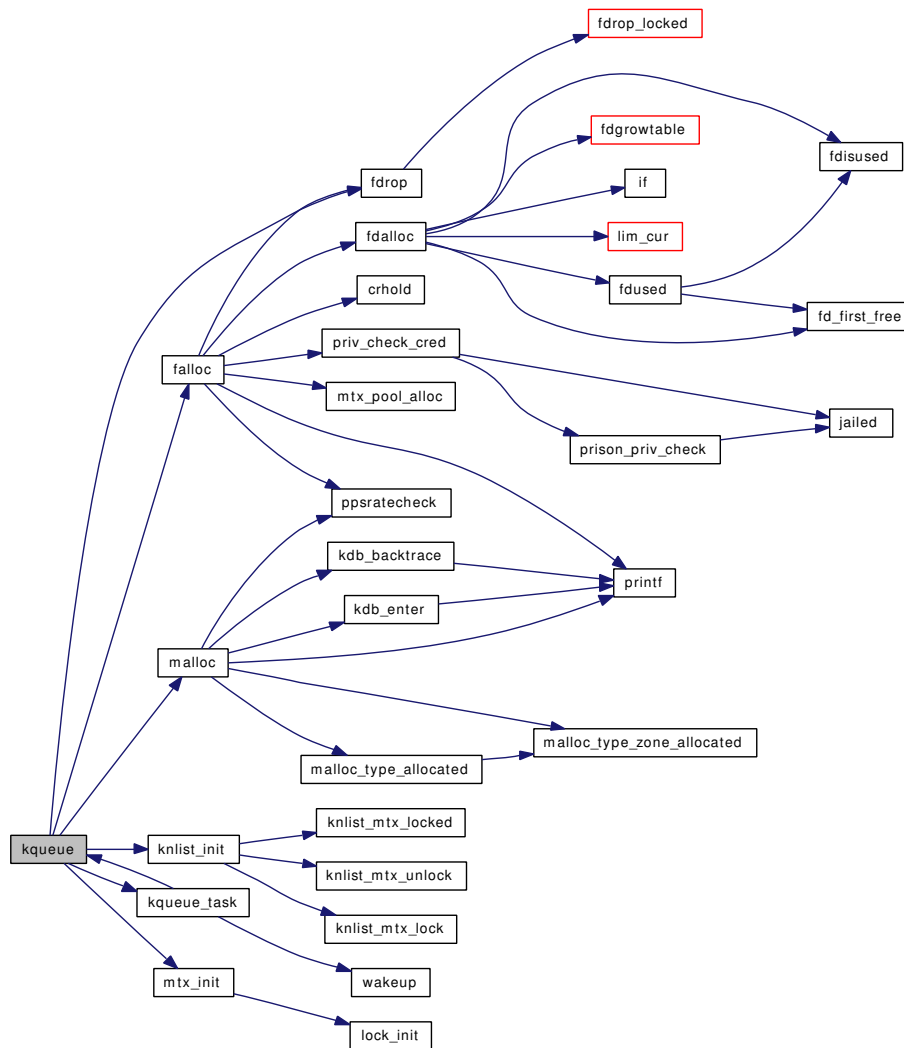 fdrop_locked
fdgrowtable
fdisused
fdrop
if
fdalloc
lim_cur
crhold
fdused
fd_first_free
priv_check_cred
falloc
mtx_pool_alloc
jailed
prison_priv_check
ppsratecheck
kdb_backtrace
printf
kdb_enter
malloc
malloc_type_zone_allocated
malloc_type_allocated
knlist_mtx_locked
kqueue
knlist_init
knlist_mtx_unlock
kqueue_task
knlist_mtx_lock
mtx_init
wakeup
lock_init